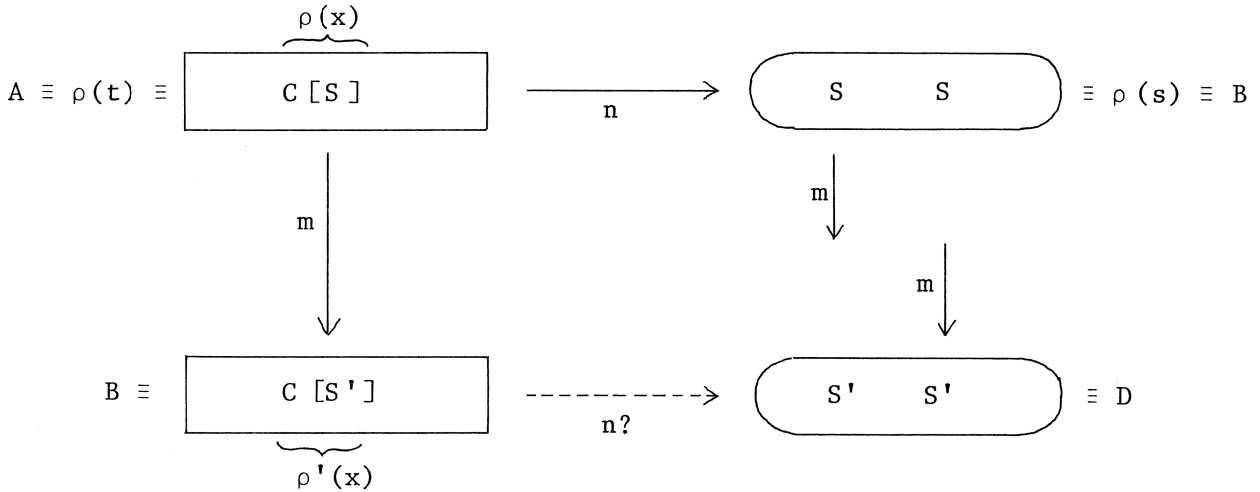 ρ(x)
A ≡ ρ(t) ≡ C[S] n S S ≡ ρ(s) ≡ B
m
m
m
B ≡ C[S'] n? S' S' ≡ D
ρ'(x)